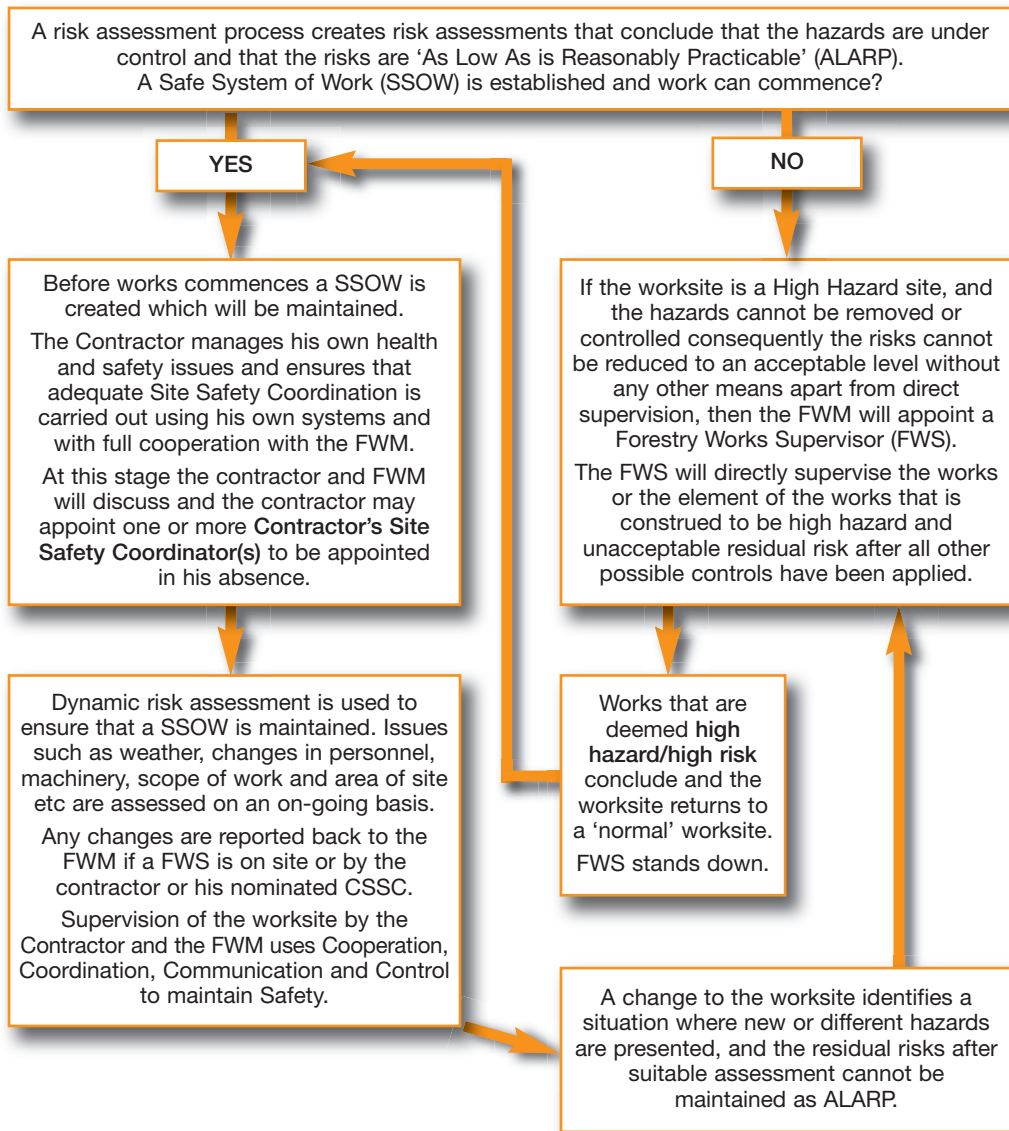 A risk assessment process creates risk assessments that conclude that the hazards are under
control and that the risks are ‘As Low As is Reasonably Practicable’ (ALARP).
A Safe System of Work (SSOW) is established and work can commence?
YES
NO
Before works commences a SSOW is
created which will be maintained.
The Contractor manages his own health
and safety issues and ensures that
adequate Site Safety Coordination is
carried out using his own systems and
with full cooperation with the FWM.
At this stage the contractor and FWM
will discuss and the contractor may
appoint one or more Contractor’s Site
Safety Coordinator(s) to be appointed
in his absence.
If the worksite is a High Hazard site, and
the hazards cannot be removed or
controlled consequently the risks cannot
be reduced to an acceptable level without
any other means apart from direct
supervision, then the FWM will appoint a
Forestry Works Supervisor (FWS).
The FWS will directly supervise the works
or the element of the works that is
construed to be high hazard and
unacceptable residual risk after all other
possible controls have been applied.
Dynamic risk assessment is used to
ensure that a SSOW is maintained. Issues
such as weather, changes in personnel,
machinery, scope of work and area of site
etc are assessed on an on-going basis.
Any changes are reported back to the
FWM if a FWS is on site or by the
contractor or his nominated CSSC.
Supervision of the worksite by the
Contractor and the FWM uses Cooperation,
Coordination, Communication and Control
to maintain Safety.
Works that are
deemed high
hazard/high risk
conclude and the
worksite returns to
a ‘normal’ worksite.
FWS stands down.
A change to the worksite identifies a
situation where new or different hazards
are presented, and the residual risks after
suitable assessment cannot be
maintained as ALARP.